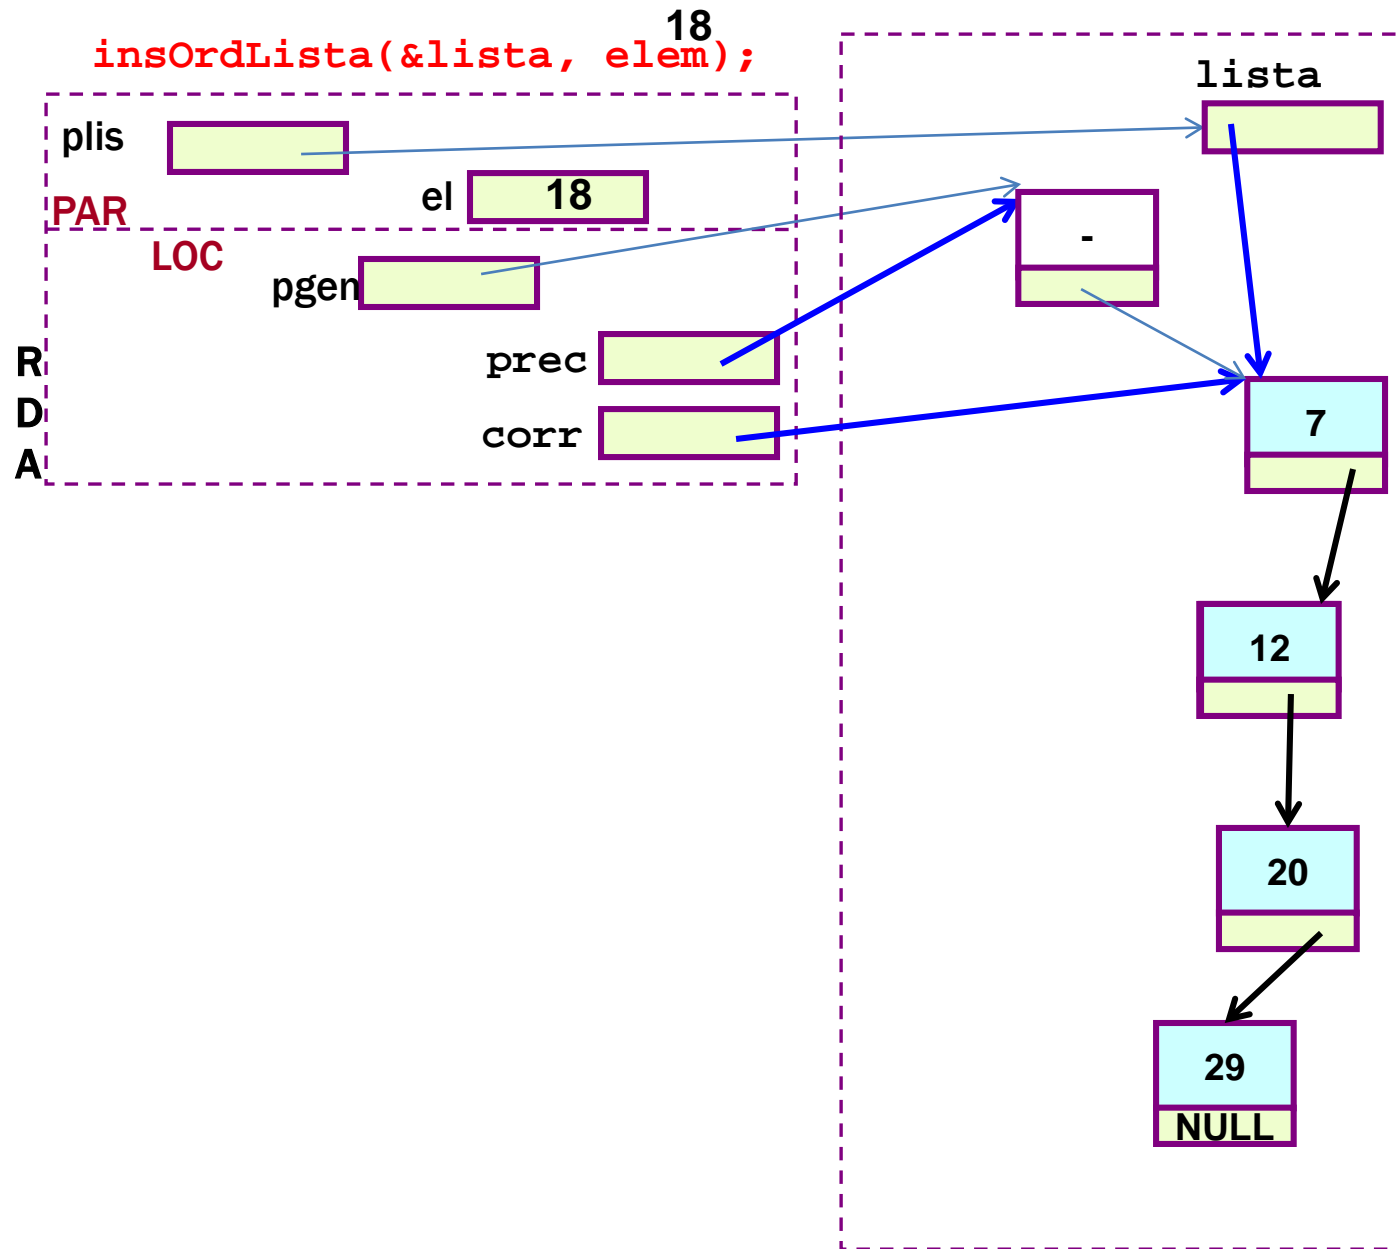 18
insOrdLista(&lista, elem);
lista
plis
el
18
PAR
LOC
-
pgen
prec
R
D
A
corr
7
12
20
29
NULL